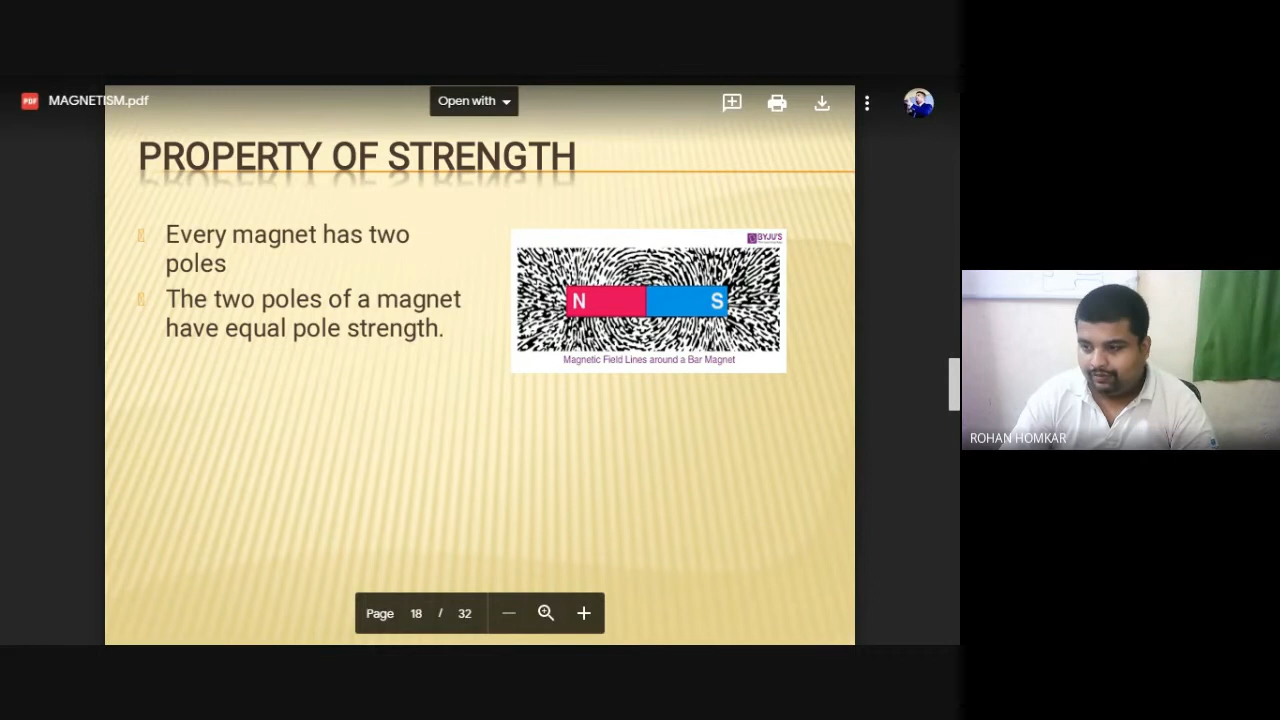 PDF MAGNETISM.pdf
Open with
PROPERTY OF STRENGTH
Every magnet has two
poles
The two poles of a magnet
have equal pole strength.
BYJU'S
N S
Magnetic Field Lines around a Bar Magnet
ROHAN HOMKAR
Page 18 / 32